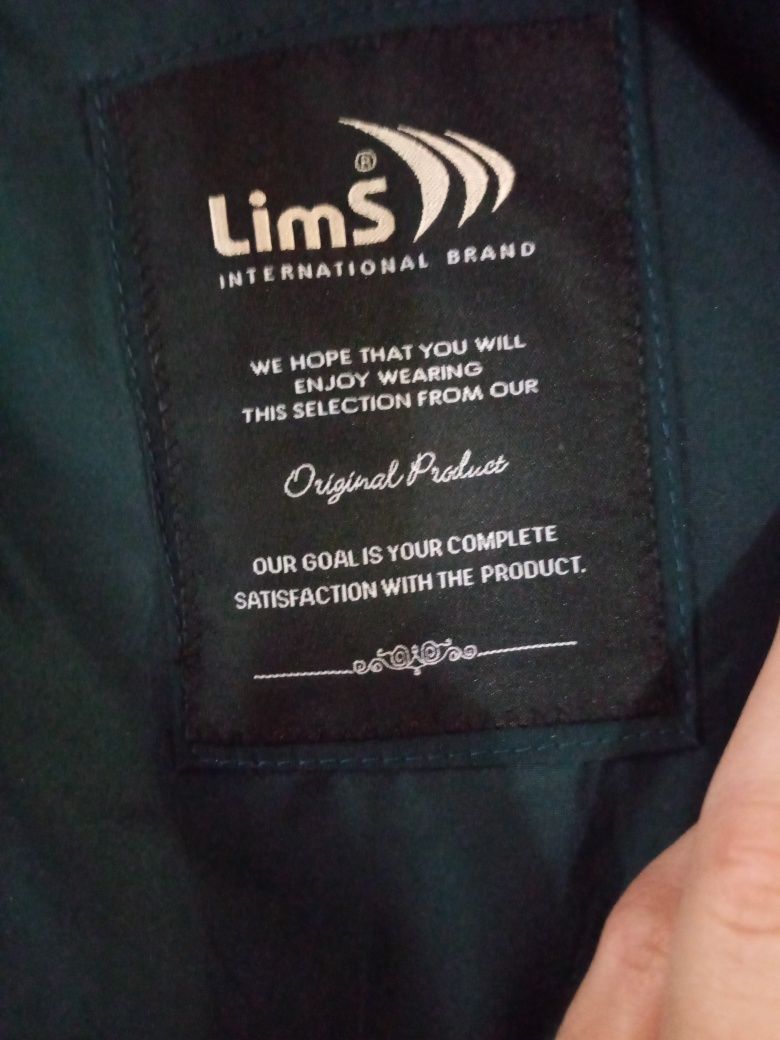 ®
LimS
INTERNATIONAL BRAND
WE HOPE THAT YOU WILL
ENJOY WEARING
THIS SELECTION FROM OUR
Original Product
OUR GOAL IS YOUR COMPLETE
SATISFACTION WITH THE PRODUCT.